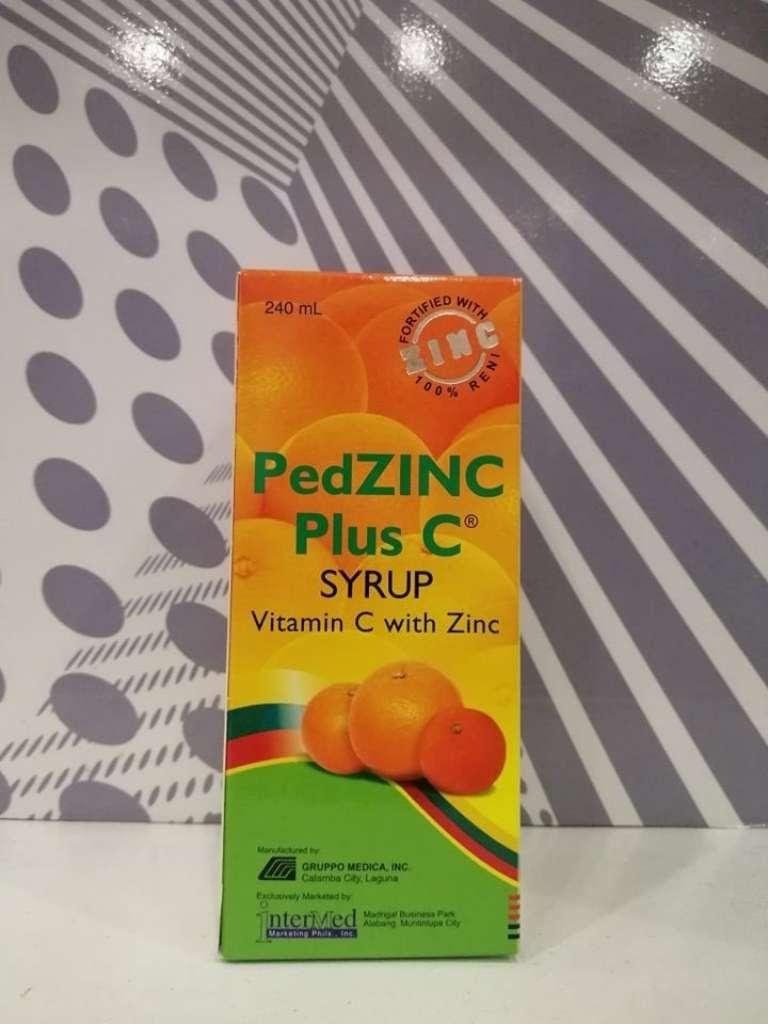 240 mL
FORTIFIED WITH
ZINC
100% RENI
PedZINC
Plus C®
SYRUP
Vitamin C with Zinc
Manufactured by:
GRUPPO MEDICA, INC.
Calamba City, Laguna
Exclusively Marketed by:
InterMed
Marketing Phils., Inc.
Madrigal Business Park
Alabang, Muntinlupa City